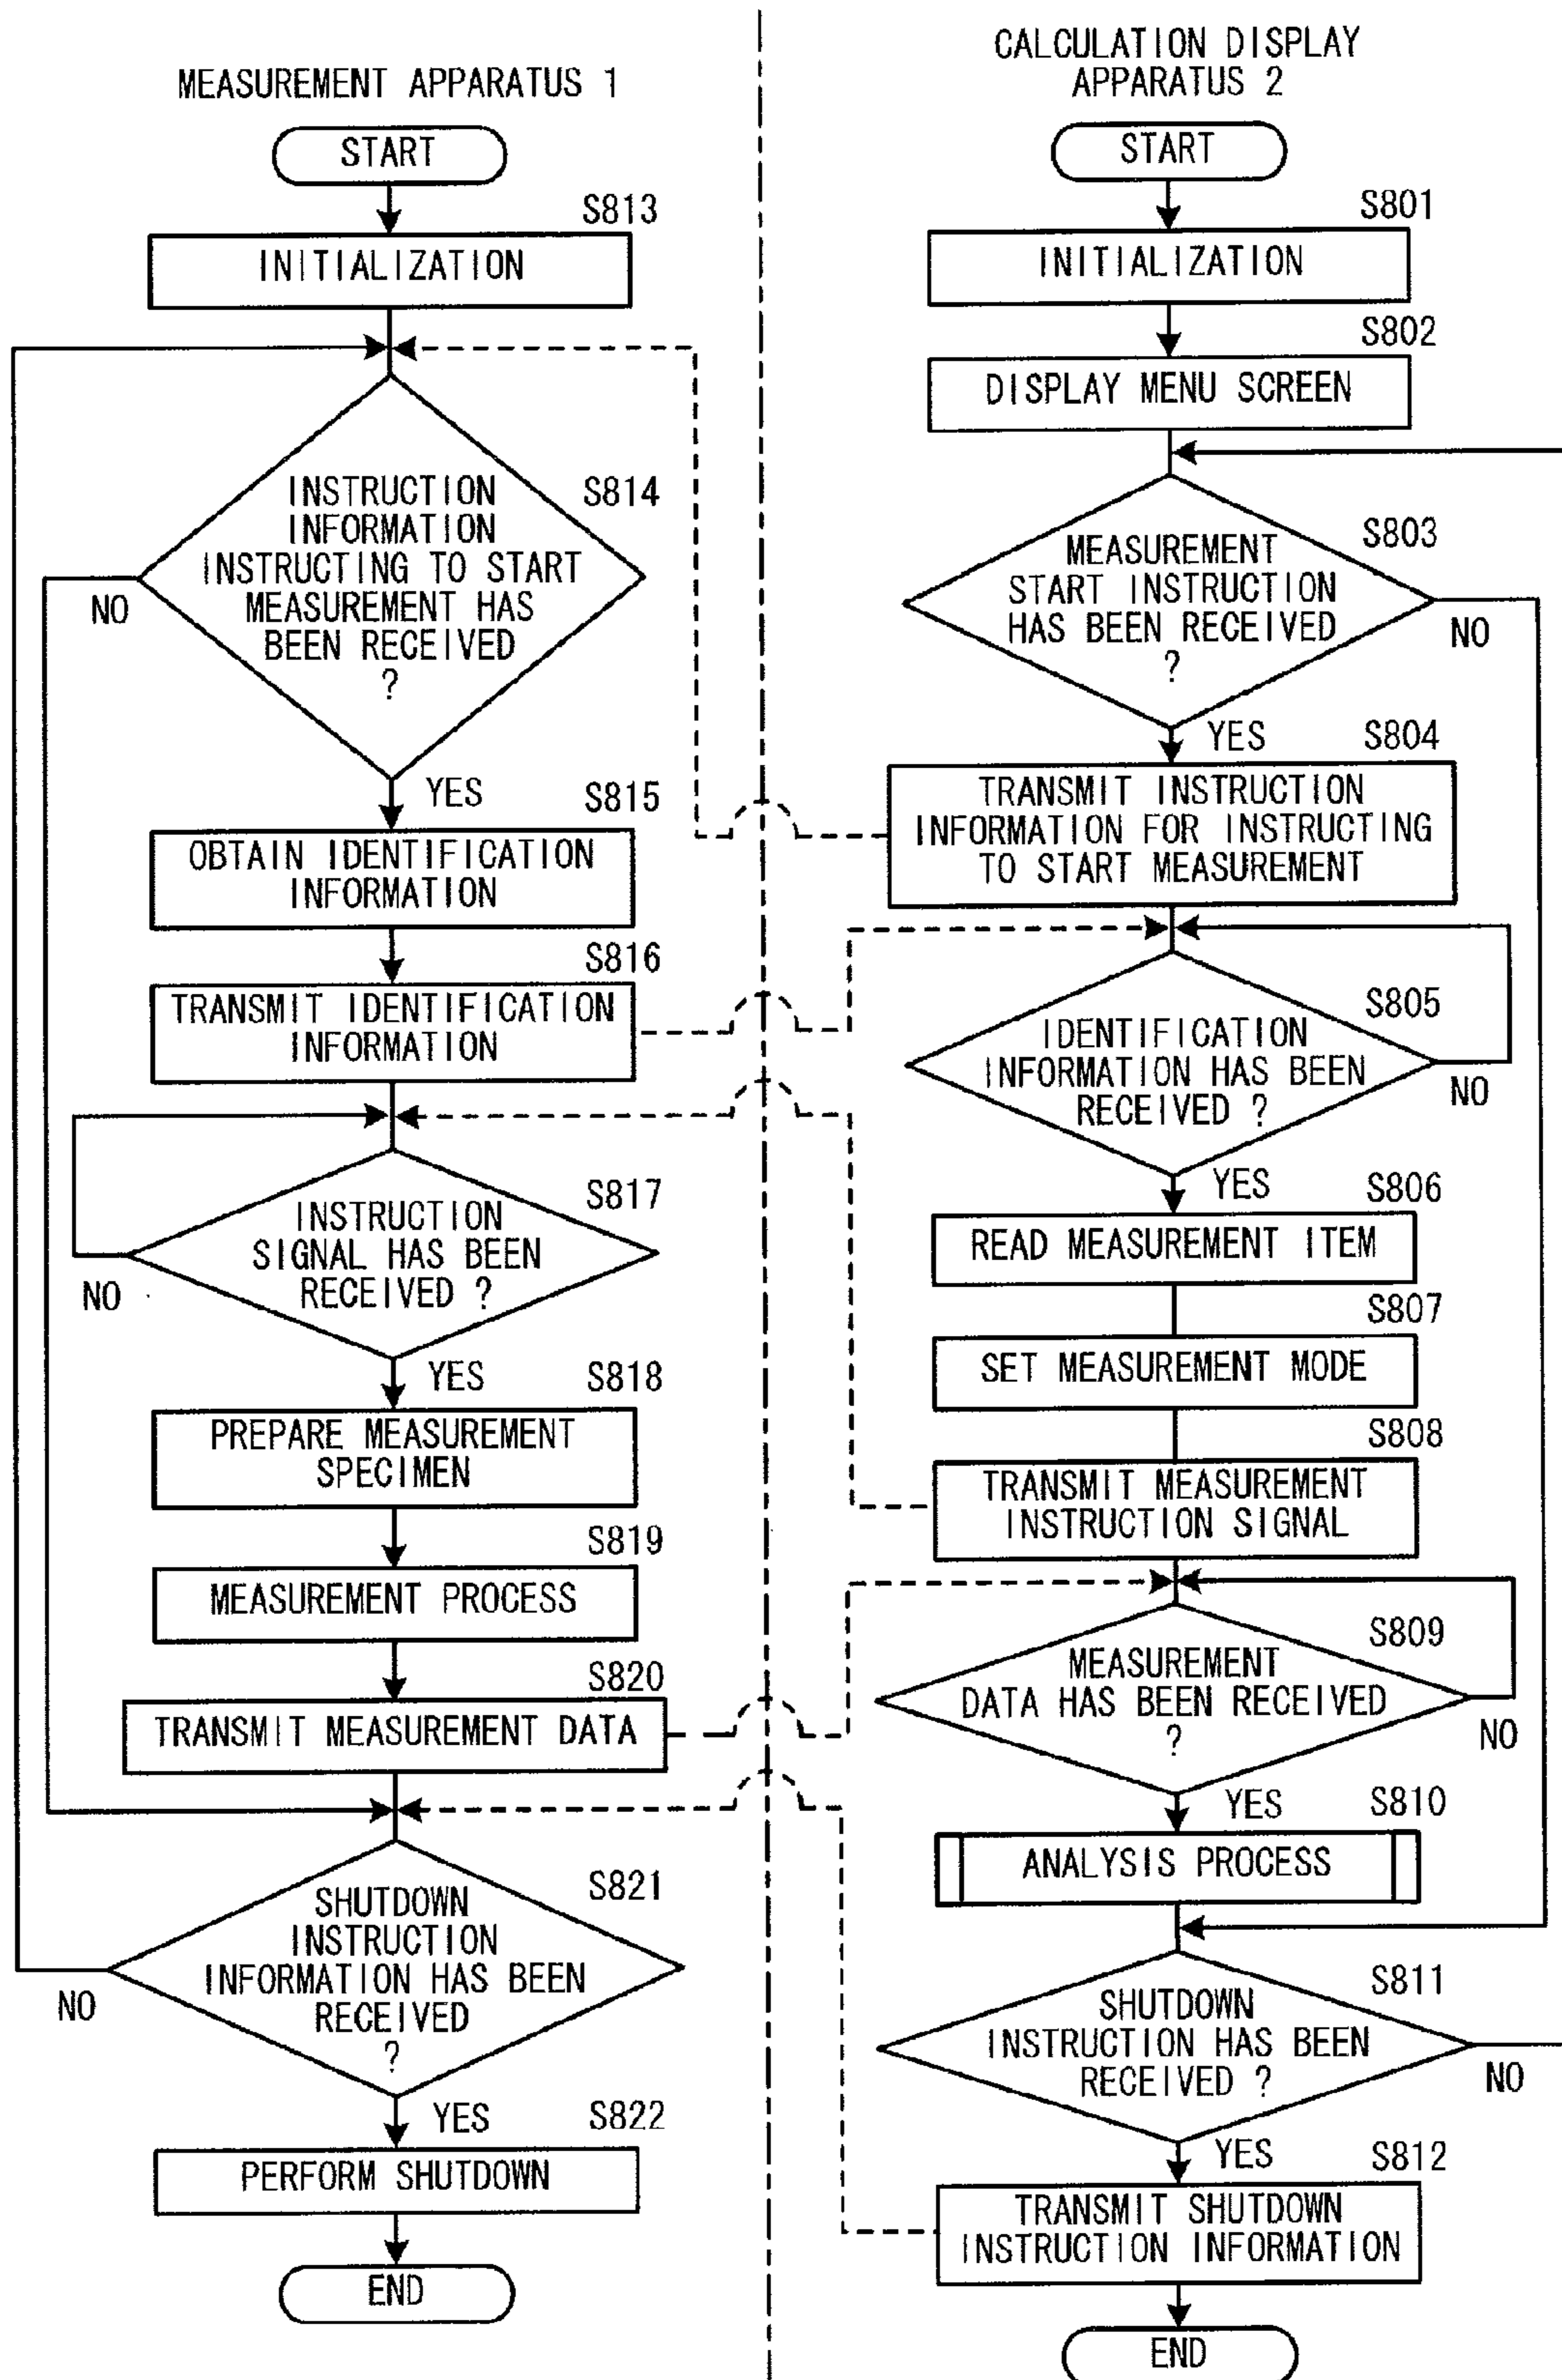 MEASUREMENT APPARATUS 1
START
S813
INITIALIZATION
S814
INSTRUCTION
INFORMATION
INSTRUCTING TO START
MEASUREMENT HAS
BEEN RECEIVED
?
NO
YES
S815
OBTAIN IDENTIFICATION
INFORMATION
S816
TRANSMIT IDENTIFICATION
INFORMATION
S817
INSTRUCTION
SIGNAL HAS BEEN
RECEIVED ?
NO
YES
S818
PREPARE MEASUREMENT
SPECIMEN
S819
MEASUREMENT PROCESS
S820
TRANSMIT MEASUREMENT DATA
S821
SHUTDOWN
INSTRUCTION
INFORMATION HAS BEEN
RECEIVED
?
NO
YES
S822
PERFORM SHUTDOWN
END
CALCULATION DISPLAY
APPARATUS 2
START
S801
INITIALIZATION
S802
DISPLAY MENU SCREEN
S803
MEASUREMENT
START INSTRUCTION
HAS BEEN RECEIVED
?
NO
YES
S804
TRANSMIT INSTRUCTION
INFORMATION FOR INSTRUCTING
TO START MEASUREMENT
S805
IDENTIFICATION
INFORMATION HAS BEEN
RECEIVED ?
NO
YES
S806
READ MEASUREMENT ITEM
S807
SET MEASUREMENT MODE
S808
TRANSMIT MEASUREMENT
INSTRUCTION SIGNAL
S809
MEASUREMENT
DATA HAS BEEN RECEIVED
?
NO
YES
S810
ANALYSIS PROCESS
S811
SHUTDOWN
INSTRUCTION HAS BEEN
RECEIVED ?
NO
YES
S812
TRANSMIT SHUTDOWN
INSTRUCTION INFORMATION
END